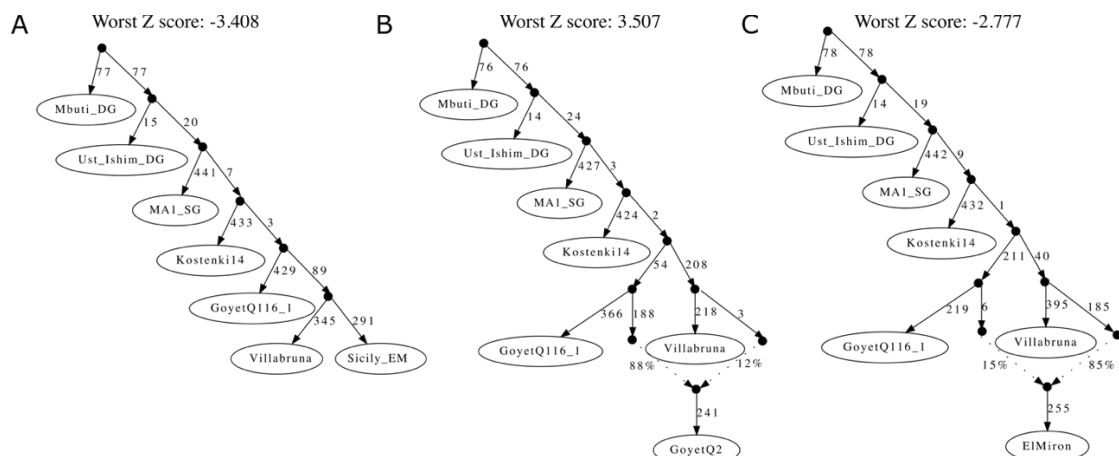 A
Worst Z score: -3.408
77
77
Mbuti_DG
15
20
Ust_Ishim_DG
441
7
MA1_SG
433
3
Kostenki14
429
89
GoyetQ116_1
345
291
Villabruna
Sicily_EM
B
Worst Z score: 3.507
76
76
Mbuti_DG
14
24
Ust_Ishim_DG
427
3
MA1_SG
424
2
Kostenki14
54
208
366
188
218
3
GoyetQ116_1
Villabruna
88%
12%
241
GoyetQ2
C
Worst Z score: -2.777
78
78
Mbuti_DG
14
19
Ust_Ishim_DG
442
9
MA1_SG
432
1
Kostenki14
211
40
219
6
395
185
GoyetQ116_1
Villabruna
15%
85%
255
ElMiron